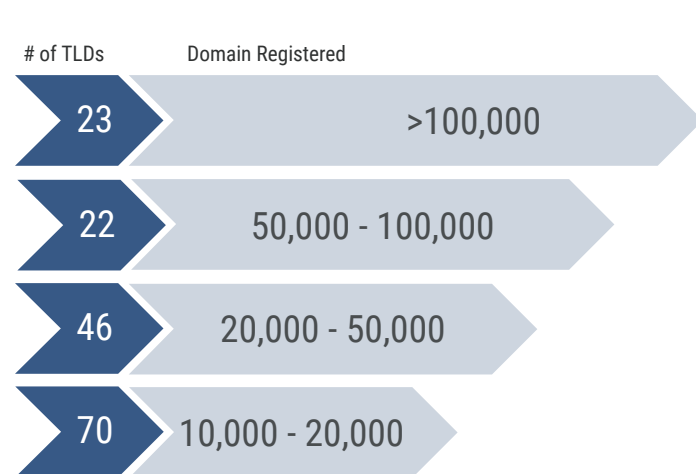 # of TLDs Domain Registered
23 >100,000
22 50,000 - 100,000
46 20,000 - 50,000
70 10,000 - 20,000